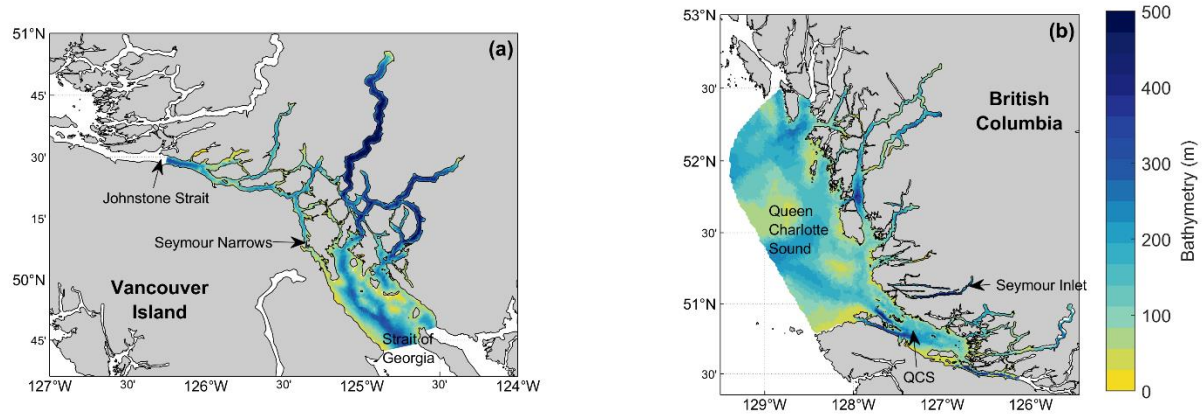 51°N
45'
30'
15'
50°N
45'
(a)
Johnstone Strait
Seymour Narrows
Vancouver
Island
Strait of
Georgia
127°W
30'
126°W
30'
125°W
30'
124°W
53°N
30'
52°N
30'
51°N
30'
(b)
British
Columbia
Queen
Charlotte
Sound
Seymour Inlet
QCS
129°W
128°W
127°W
126°W
500
400
300
200
100
0
Bathymetry (m)